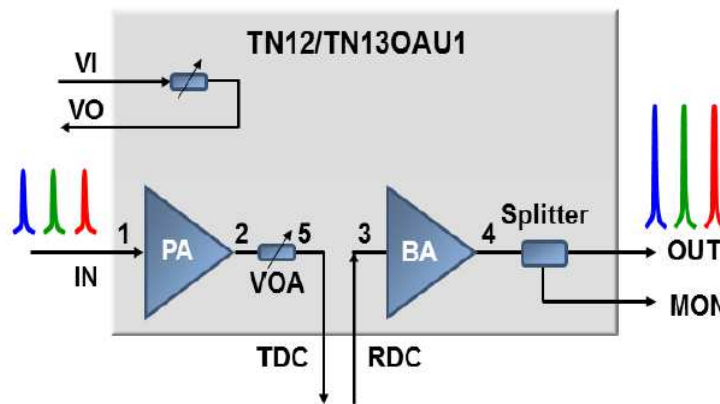 TN12/TN13OAU1
VI
VO
Splitter
1
PA
2
5
3
BA
4
IN
VOA
OUT
MON
TDC
RDC